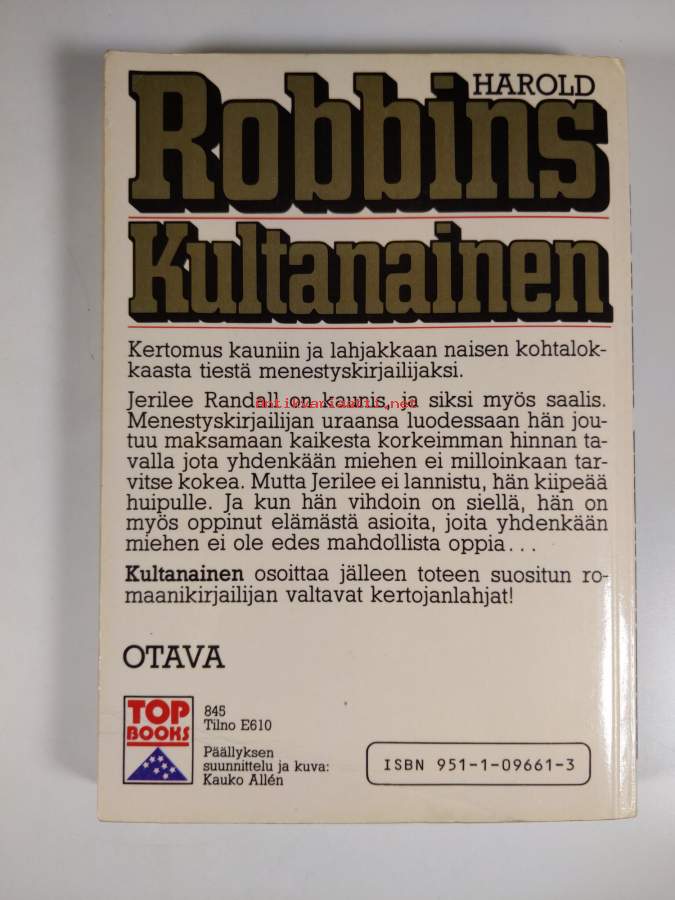 HAROLD
Robbins
Kultanainen
Kertomus kauniin ja lahjakkaan naisen kohtalok-
kaasta tiestä menestyskirjailijaksi.
Jerilee Randall on kaunis, ja siksi myös saalis.
Antikvariaatti.net
Menestyskirjailijan uraansa luodessaan hän jou-
tuu maksamaan kaikesta korkeimman hinnan ta-
valla jota yhdenkään miehen ei milloinkaan tar-
vitse kokea. Mutta Jerilee ei lannistu, hän kiipeää
huipulle. Ja kun hän vihdoin on siellä, hän on
myös oppinut elämästä asioita, joita yhdenkään
miehen ei ole edes mahdollista oppia...
Kultanainen osoittaa jälleen toteen suositun ro-
maanikirjailijan valtavat kertojanlahjat!
OTAVA
TOP
BOOKS
845
Tilno E610
Päällyksen
suunnittelu ja kuva:
Kauko Allén
ISBN 951-1-09661-3